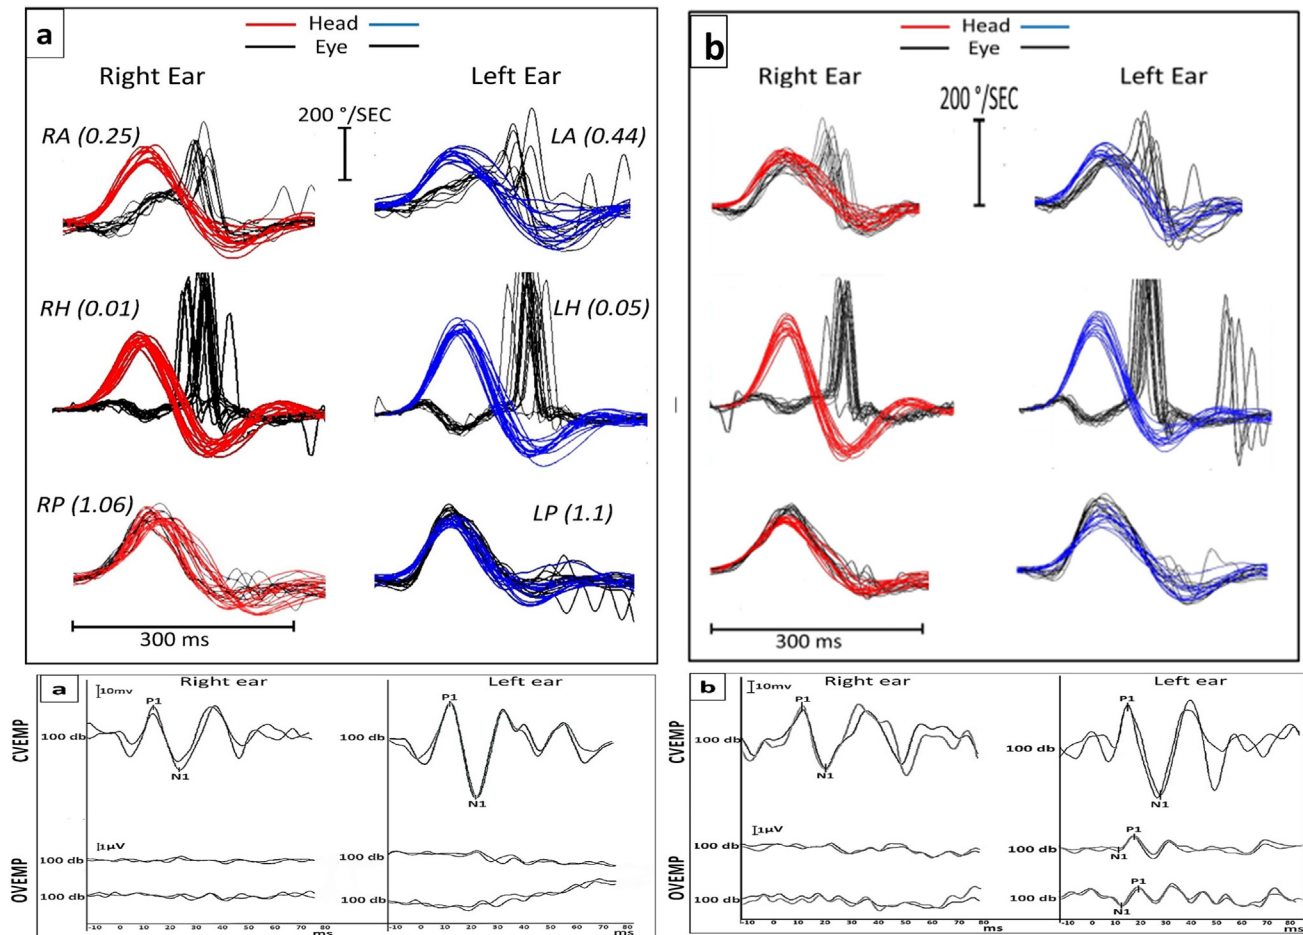 a
Head
Eye
Right Ear
Left Ear
200 °/SEC
RA (0.25)
LA (0.44)
RH (0.01)
LH (0.05)
RP (1.06)
LP (1.1)
300 ms
b
Head
Eye
Right Ear
Left Ear
200 °/SEC
300 ms
a
Right ear
Left ear
10mv
CVEMP
100 db
P1
N1
100 db
P1
N1
OVEMP
1µV
100 db
100 db
100 db
100 db
-10 0 10 20 30 40 50 60 70 80
-10 0 10 20 30 40 50 60 70 80
ms
b
Right ear
Left ear
10mv
CVEMP
100 db
P1
N1
100 db
P1
N1
OVEMP
1µV
100 db
100 db
P1
N1
100 db
100 db
P1
N1
-10 0 10 20 30 40 50 60 70 80
-10 0 10 20 30 40 50 60 70 80
ms